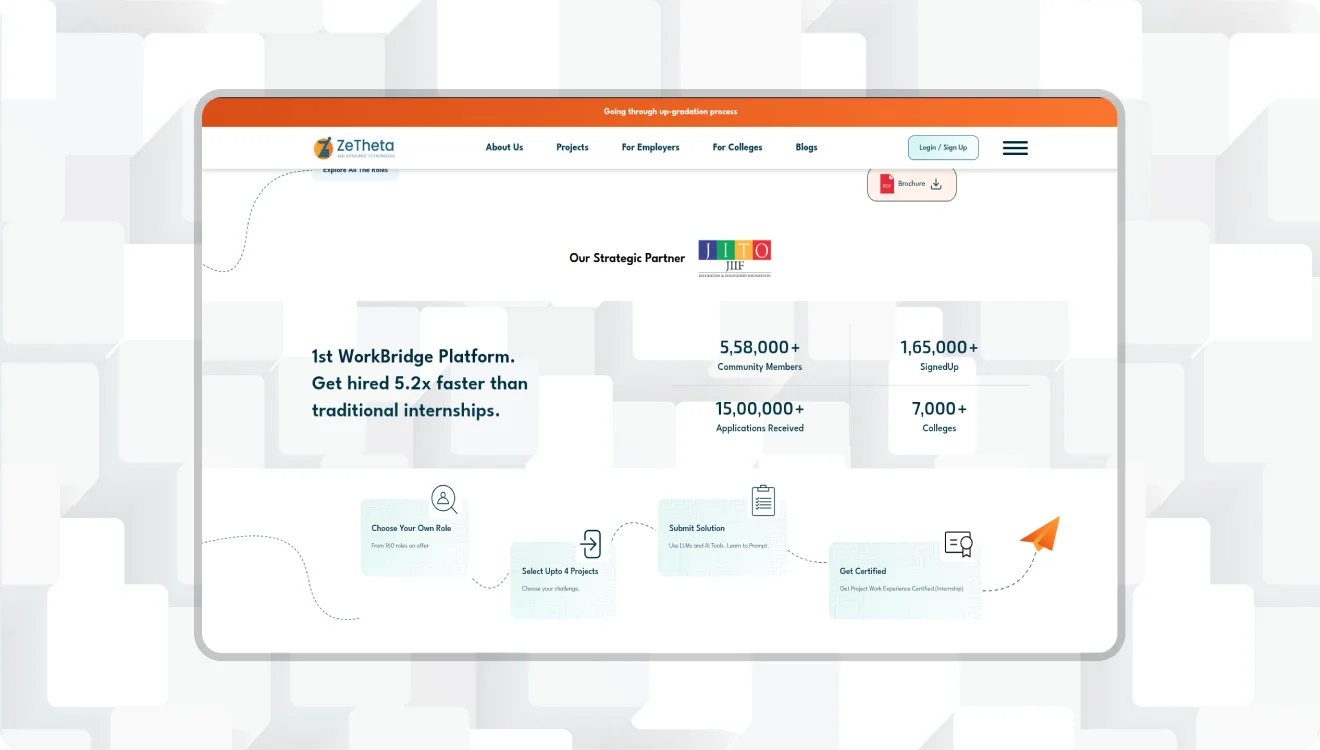 Going through up-gradation process
ZeTheta
About Us
Projects
For Employers
For Colleges
Blogs
Login / Sign Up
Explore All The Roles
PDF
Brochure
Our Strategic Partner
JITO
JIIF
1st WorkBridge Platform.
Get hired 5.2x faster than
traditional internships.
5,58,000+
Community Members
1,65,000+
SignedUp
15,00,000+
Applications Received
7,000+
Colleges
Choose Your Own Role
From 160 roles on offer
Select Upto 4 Projects
Choose your challenge.
Submit Solution
Use LLMs and AI Tools. Learn to Prompt.
Get Certified
Get Project Work Experience Certified (Internship)